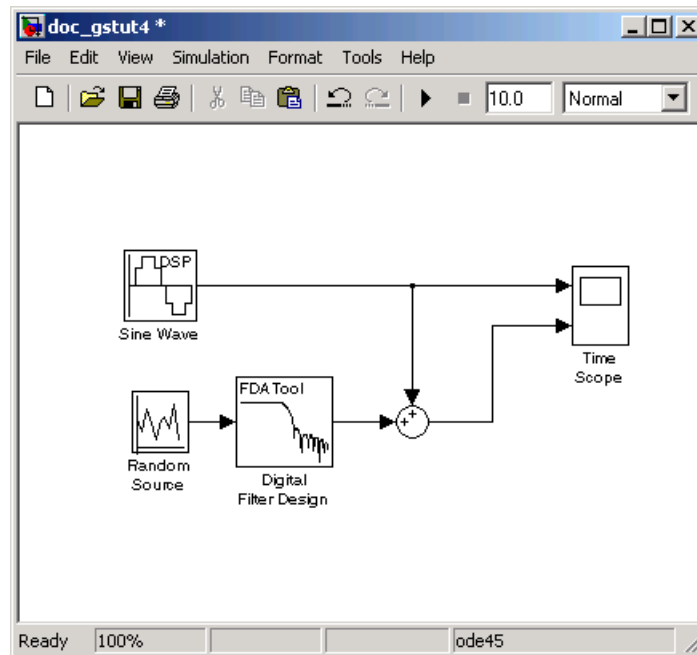 doc_gstut4 *
File Edit View Simulation Format Tools Help
10.0 Normal
DSP
Sine Wave
Time
Scope
FDATool
Random
Source
Digital
Filter Design
Ready 100% ode45